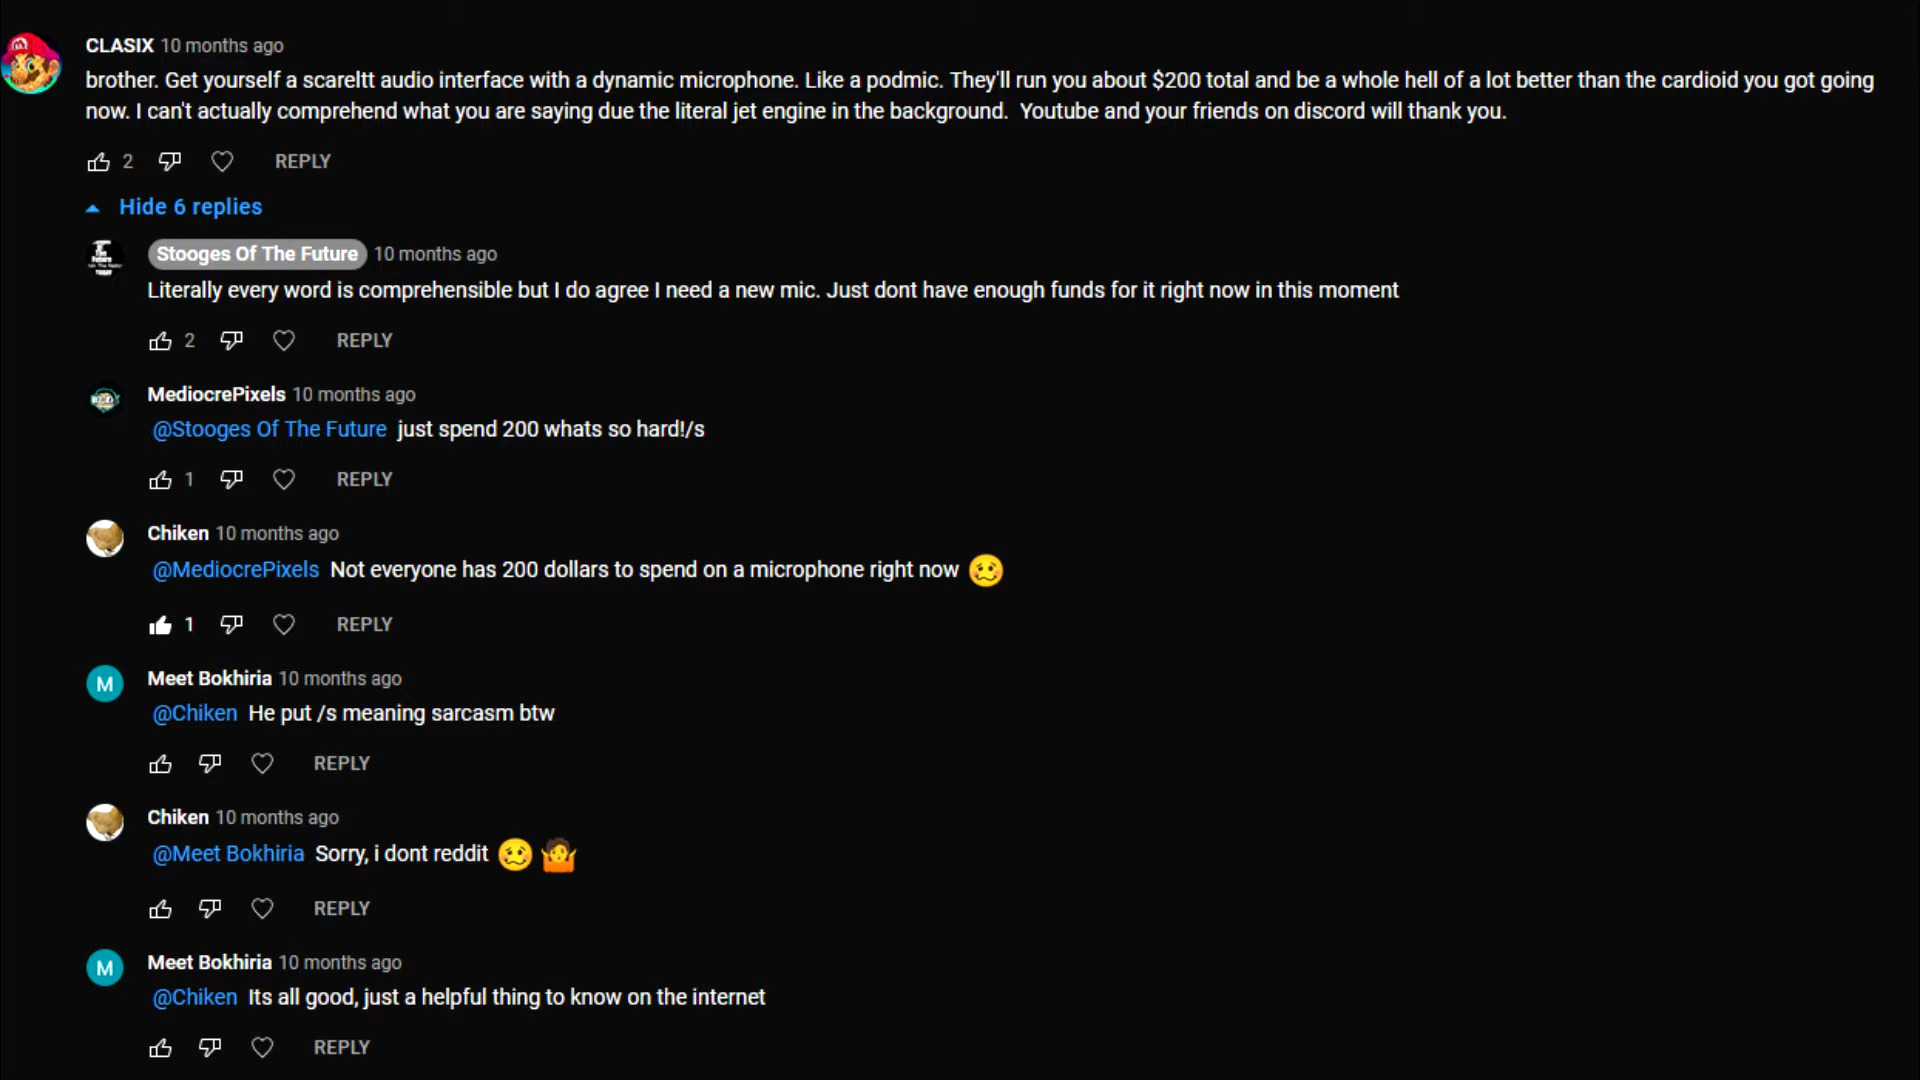 CLASIX 10 months ago
brother. Get yourself a scareltt audio interface with a dynamic microphone. Like a podmic. They'll run you about $200 total and be a whole hell of a lot better than the cardioid you got going
now. I can't actually comprehend what you are saying due the literal jet engine in the background.  Youtube and your friends on discord will thank you.
2 REPLY
Hide 6 replies
Stooges Of The Future 10 months ago
Literally every word is comprehensible but I do agree I need a new mic. Just dont have enough funds for it right now in this moment
2 REPLY
MediocrePixels 10 months ago
@Stooges Of The Future just spend 200 whats so hard!/s
1 REPLY
Chiken 10 months ago
@MediocrePixels Not everyone has 200 dollars to spend on a microphone right now 🥴
1 REPLY
Meet Bokhiria 10 months ago
M
@Chiken He put /s meaning sarcasm btw
REPLY
Chiken 10 months ago
@Meet Bokhiria Sorry, i dont reddit 🥴 🤷
REPLY
Meet Bokhiria 10 months ago
M
@Chiken Its all good, just a helpful thing to know on the internet
REPLY